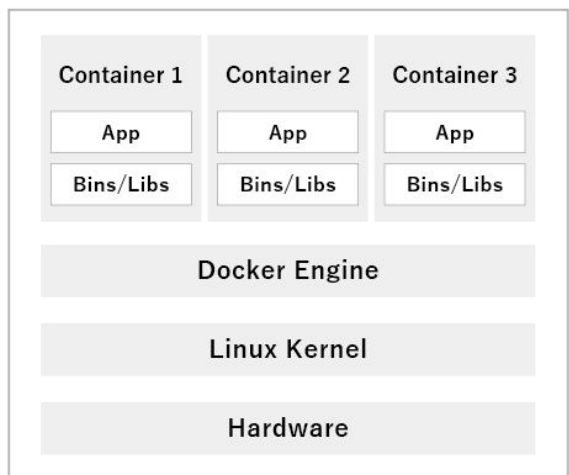 Container 1
App
Bins/Libs
Container 2
App
Bins/Libs
Container 3
App
Bins/Libs
Docker Engine
Linux Kernel
Hardware